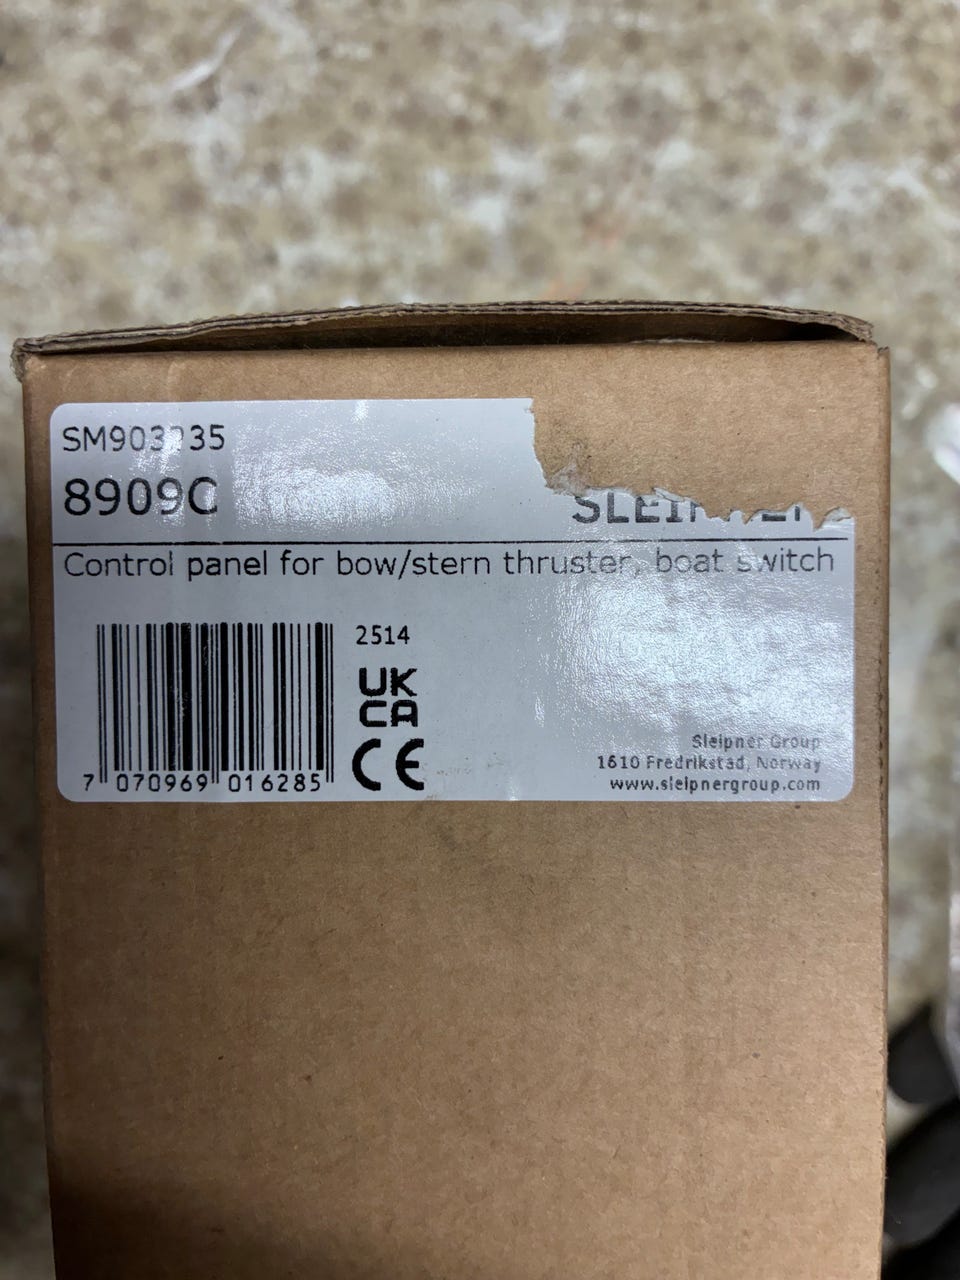 8909C
Control panel for bow/stern thruster, boat switch
2514
UK
CA
CE
7 070969 016285
Sleipner Group
1610 Fredrikstad, Norway
www.sleipnergroup.com